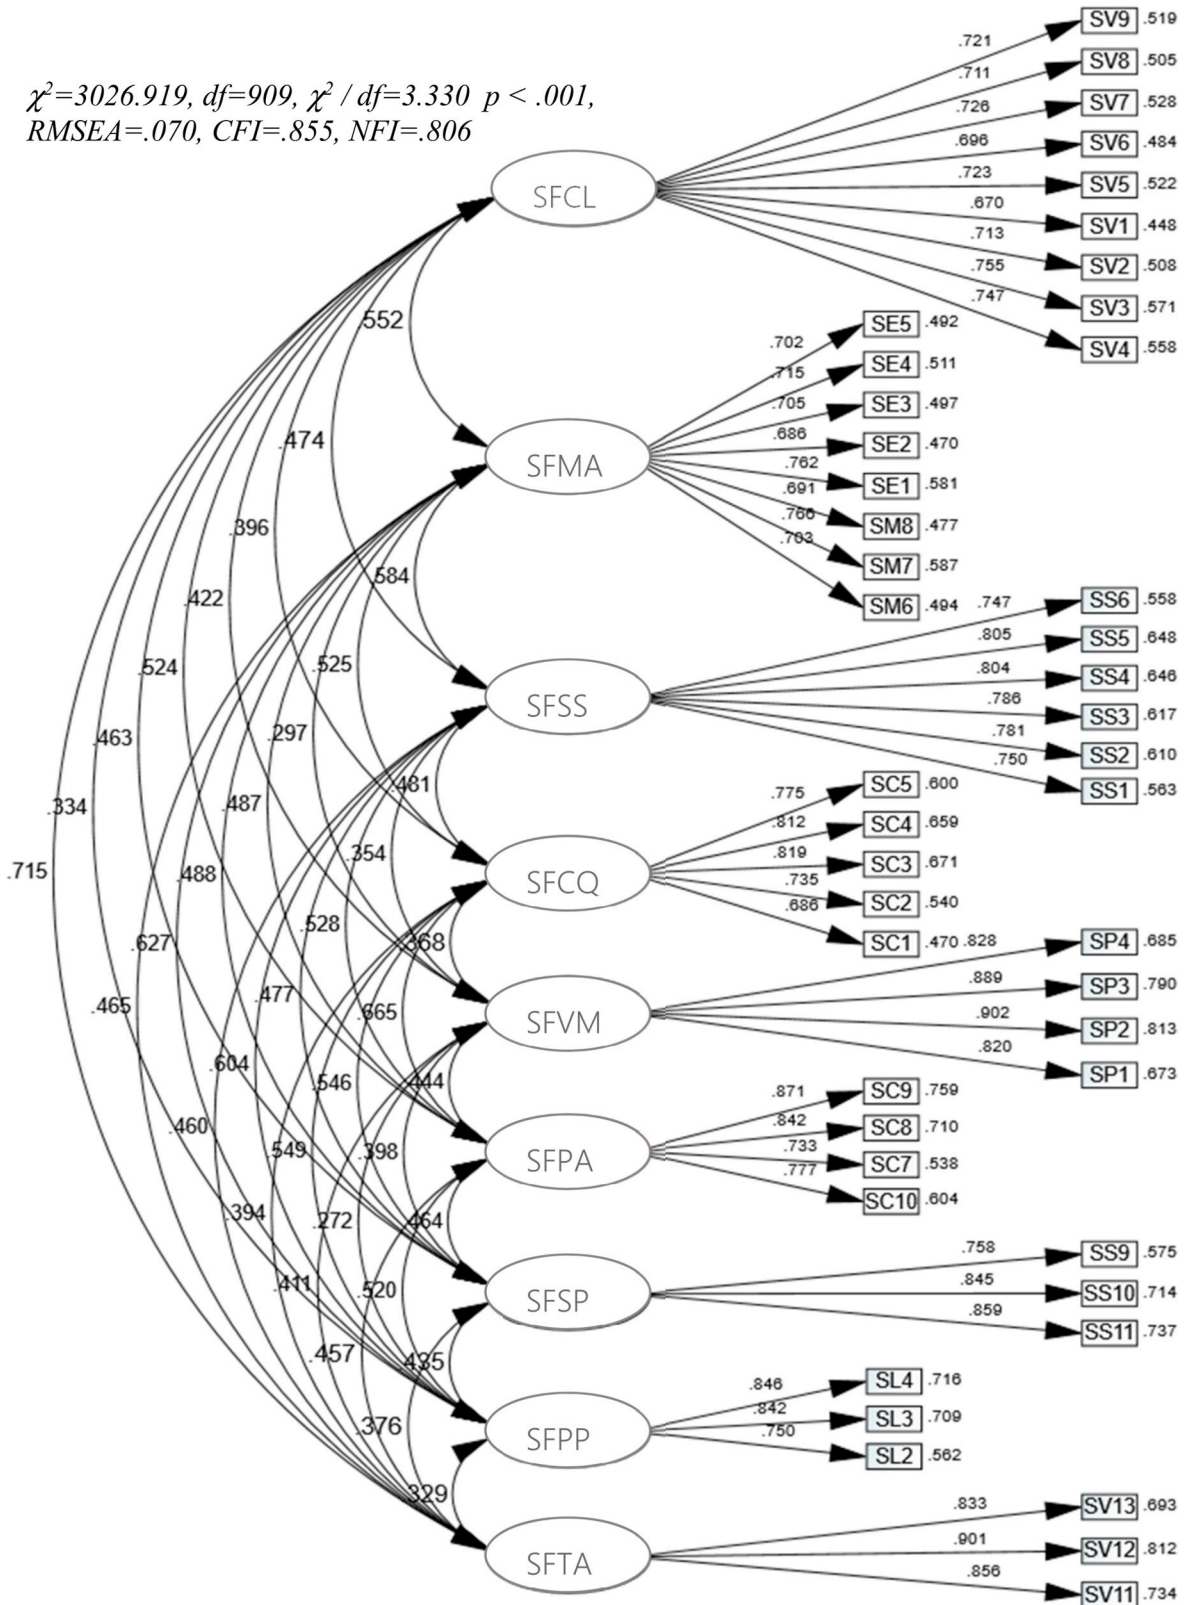 χ²=3026.919, df=909, χ² / df=3.330 p < .001,
RMSEA=.070, CFI=.855, NFI=.806
SFCL
.721 SV9 .519
.711 SV8 .505
.726 SV7 .528
.696 SV6 .484
.723 SV5 .522
.670 SV1 .448
.713 SV2 .508
.755 SV3 .571
.747 SV4 .558
SFMA
.702 SE5 .492
.715 SE4 .511
.705 SE3 .497
.686 SE2 .470
.762 SE1 .581
.691 SM8 .477
.766 SM7 .587
.703 SM6 .494
SFSS
.747 SS6 .558
.805 SS5 .648
.804 SS4 .646
.786 SS3 .617
.781 SS2 .610
.750 SS1 .563
SFCQ
.775 SC5 .600
.812 SC4 .659
.819 SC3 .671
.735 SC2 .540
.686 SC1 .470
SFVM
.828 SP4 .685
.889 SP3 .790
.902 SP2 .813
.820 SP1 .673
SFPA
.871 SC9 .759
.842 SC8 .710
.733 SC7 .538
.777 SC10 .604
SFSP
.758 SS9 .575
.845 SS10 .714
.859 SS11 .737
SFPP
.846 SL4 .716
.842 SL3 .709
.750 SL2 .562
SFTA
.833 SV13 .693
.901 SV12 .812
.856 SV11 .734
.552
.474
.396
.584
.422
.525
.524
.297
.463
.481
.487
.334
.354
.715
.488
.528
.627
.368
.477
.465
.665
.604
.546
.444
.460
.549
.398
.394
.272
.464
.411
.520
.457
.435
.376
.329